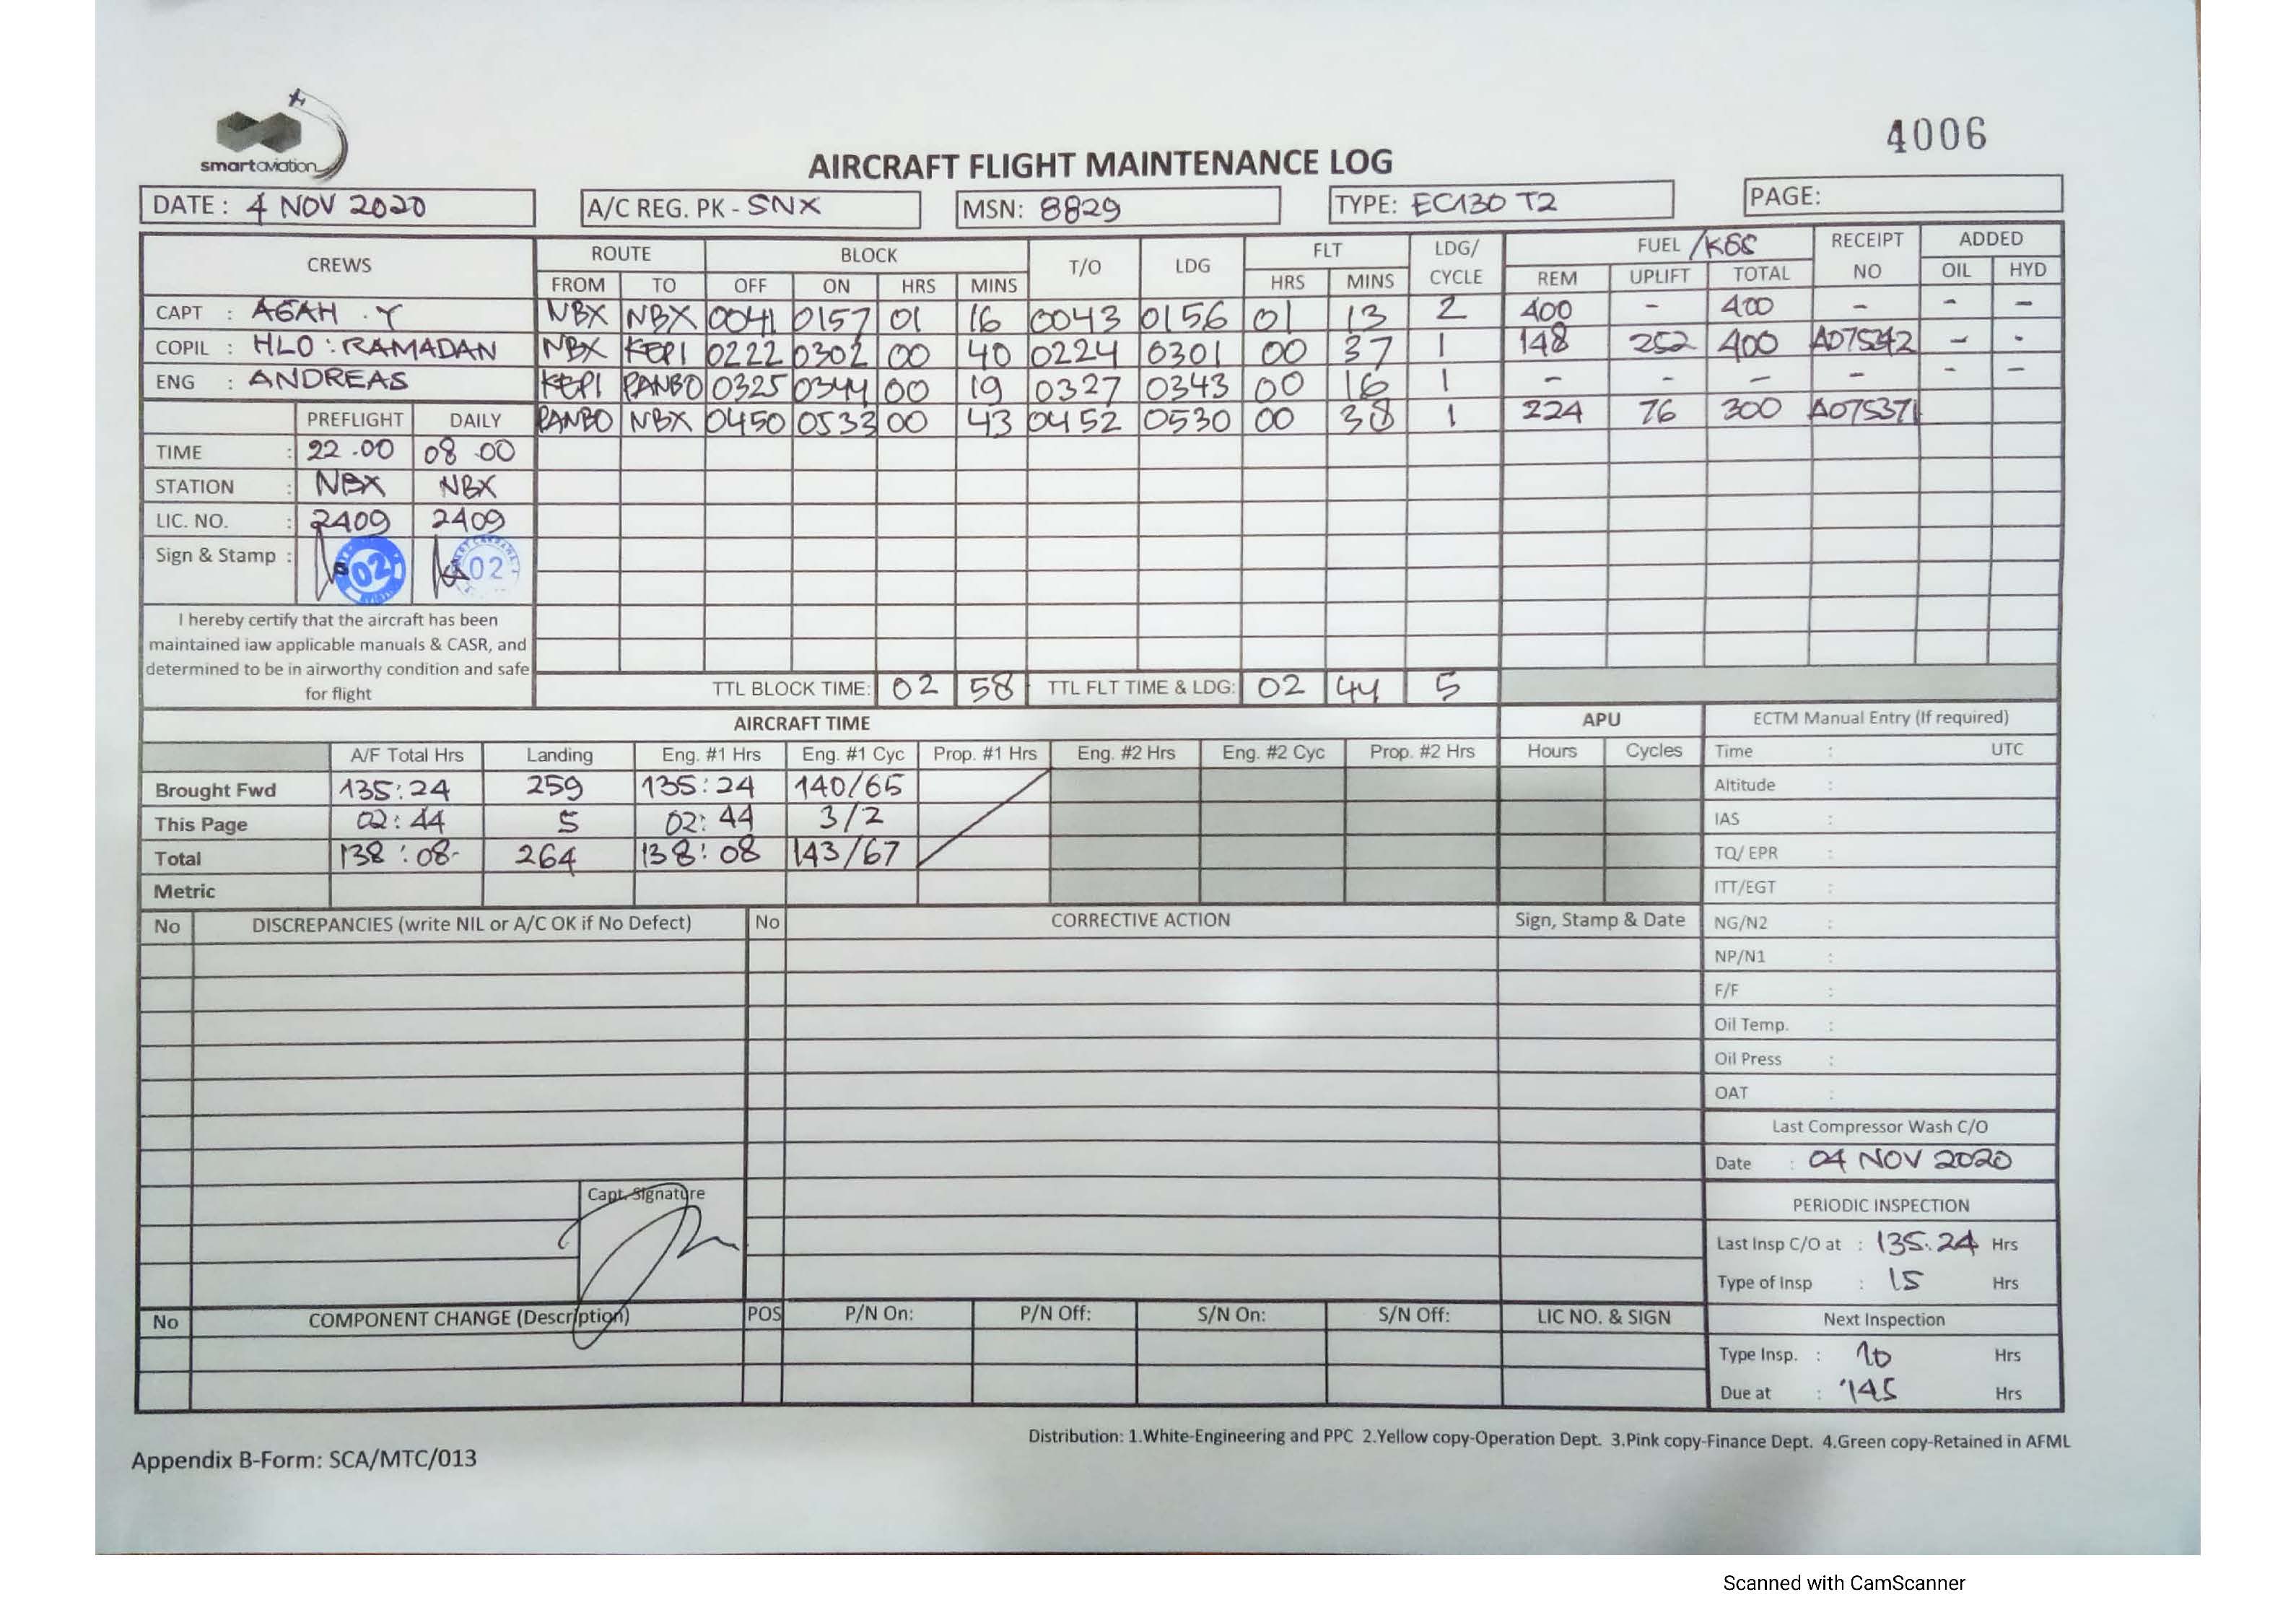 smartaviation
4006
AIRCRAFT FLIGHT MAINTENANCE LOG
DATE: 4 NOV 2020 A/C REG. PK - SNX MSN: 8829 TYPE: EC130 T2 PAGE:
CREWS ROUTE BLOCK T/O LDG FLT LDG/ CYCLE FUEL /KGS RECEIPT NO ADDED
FROM TO OFF ON HRS MINS HRS MINS REM UPLIFT TOTAL OIL HYD
CAPT : AGAH . Y NBX NBX 0041 0157 01 16 0043 0156 01 13 2 400 - 400 - - -
COPIL : HLO : RAMADAN NBX KEPI 0222 0302 00 40 0224 0301 00 37 1 148 252 400 - -
ENG : ANDREAS KEPI PANBO 0325 0344 00 19 0327 0343 00 16 1 - - - - - -
PREFLIGHT DAILY PANBO NBX 0450 0533 00 43 0452 0530 00 38 1 224 76 300 A07537
TIME : 22.00 08.00
STATION : NBX NBX
LIC. NO. : 2409 2409
Sign & Stamp : 02 02
I hereby certify that the aircraft has been
maintained iaw applicable manuals & CASR, and
determined to be in airworthy condition and safe
for flight
TTL BLOCK TIME: 02 58 TTL FLT TIME & LDG: 02 44 5
AIRCRAFT TIME APU ECTM Manual Entry (If required)
A/F Total Hrs Landing Eng. #1 Hrs Eng. #1 Cyc Prop. #1 Hrs Eng. #2 Hrs Eng. #2 Cyc Prop. #2 Hrs Hours Cycles Time : UTC
Brought Fwd 135:24 259 135:24 140/65 Altitude :
This Page 02:44 5 02:44 3/2 IAS :
Total 138:08 264 138:08 143/67 TQ/ EPR :
Metric ITT/EGT :
No DISCREPANCIES (write NIL or A/C OK if No Defect) No CORRECTIVE ACTION Sign, Stamp & Date NG/N2 :
NP/N1 :
F/F :
Oil Temp. :
Oil Press :
OAT :
Last Compressor Wash C/O
Date : 04 NOV 2020
Capt. Signature
PERIODIC INSPECTION
Last Insp C/O at : 135.24 Hrs
Type of Insp : 15 Hrs
No COMPONENT CHANGE (Description) POS P/N On: P/N Off: S/N On: S/N Off: LIC NO. & SIGN Next Inspection
Type Insp. : 10 Hrs
Due at : 145 Hrs
Distribution: 1.White-Engineering and PPC 2.Yellow copy-Operation Dept. 3.Pink copy-Finance Dept. 4.Green copy-Retained in AFML
Appendix B-Form: SCA/MTC/013
Scanned with CamScanner